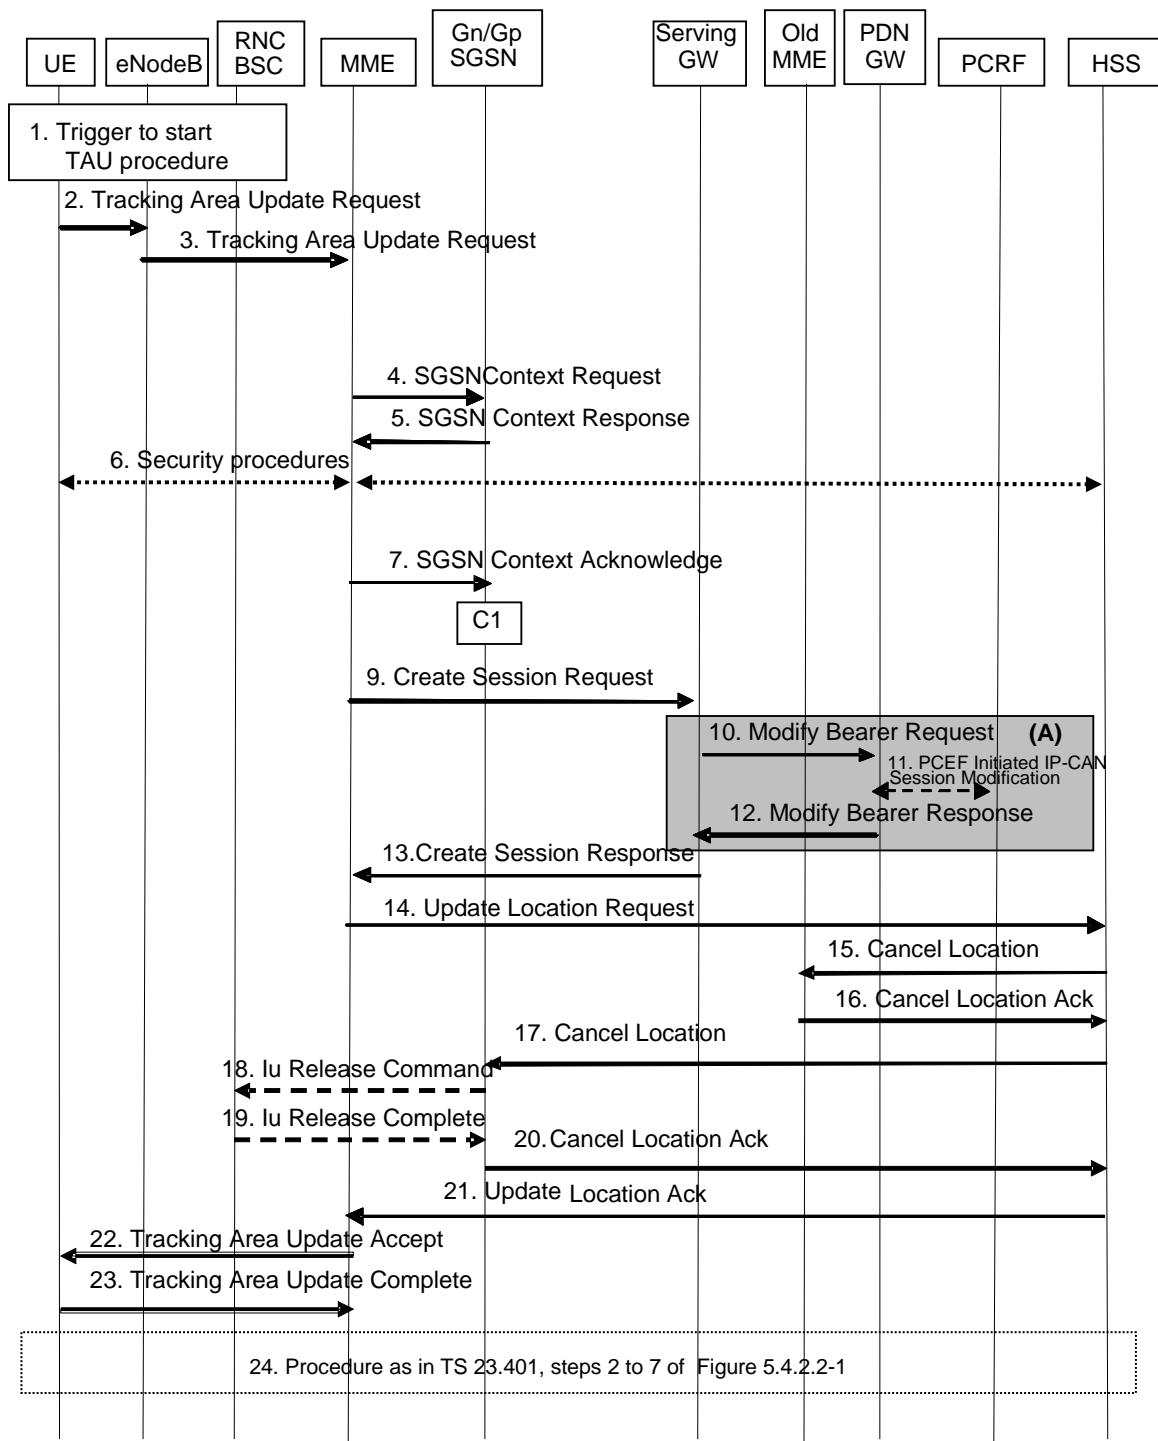 UE
eNodeB
RNC
BSC
MME
Gn/Gp
SGSN
Serving
GW
Old
MME
PDN
GW
PCRF
HSS
1. Trigger to start
TAU procedure
2. Tracking Area Update Request
3. Tracking Area Update Request
4. SGSNContext Request
5. SGSN Context Response
6. Security procedures
7. SGSN Context Acknowledge
C1
9. Create Session Request
10. Modify Bearer Request (A)
11. PCEF Initiated IP-CAN
Session Modification
12. Modify Bearer Response
13.Create Session Response
14. Update Location Request
15. Cancel Location
16. Cancel Location Ack
17. Cancel Location
18. Iu Release Command
19. Iu Release Complete
20.Cancel Location Ack
21. Update Location Ack
22. Tracking Area Update Accept
23. Tracking Area Update Complete
24. Procedure as in TS 23.401, steps 2 to 7 of Figure 5.4.2.2-1